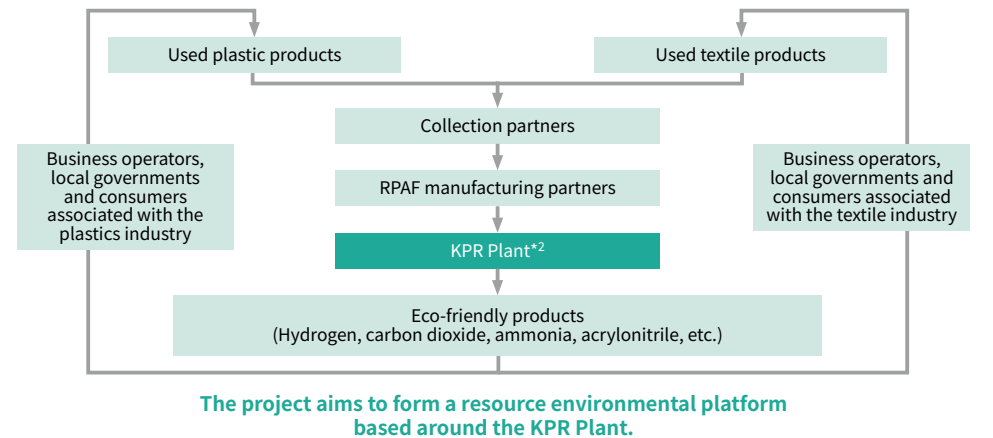 Used plastic products
Used textile products
Collection partners
Business operators,
local governments
and consumers
associated with the
plastics industry
Business operators,
local governments and
consumers associated
with the textile industry
RPAF manufacturing partners
KPR Plant*2
Eco-friendly products
(Hydrogen, carbon dioxide, ammonia, acrylonitrile, etc.)
The project aims to form a resource environmental platform
based around the KPR Plant.